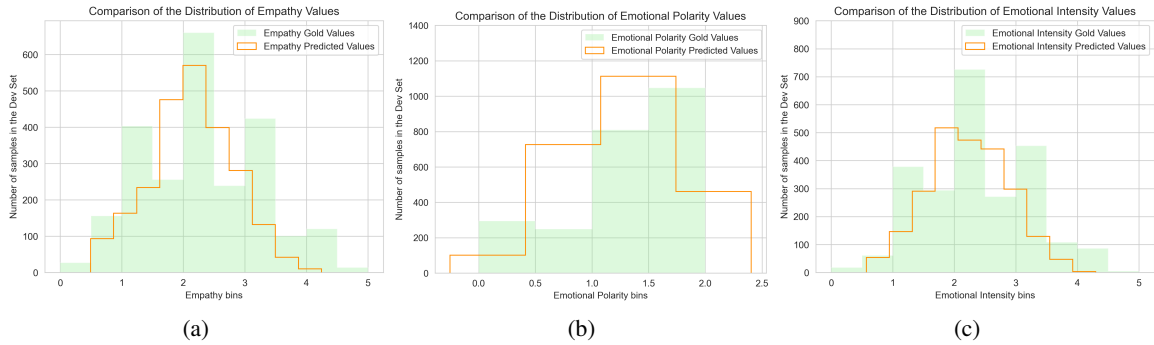 Comparison of the Distribution of Empathy Values
Empathy Gold Values
Empathy Predicted Values
Number of samples in the Dev Set
600
500
400
300
200
100
0
0 1 2 3 4 5
Empathy bins
(a)
Comparison of the Distribution of Emotional Polarity Values
Emotional Polarity Gold Values
Emotional Polarity Predicted Values
Number of samples in the Dev Set
1400
1200
1000
800
600
400
200
0
0.0 0.5 1.0 1.5 2.0 2.5
Emotional Polarity bins
(b)
Comparison of the Distribution of Emotional Intensity Values
Emotional Intensity Gold Values
Emotional Intensity Predicted Values
Number of samples in the Dev Set
900
800
700
600
500
400
300
200
100
0
0 1 2 3 4 5
Emotional Intensity bins
(c)